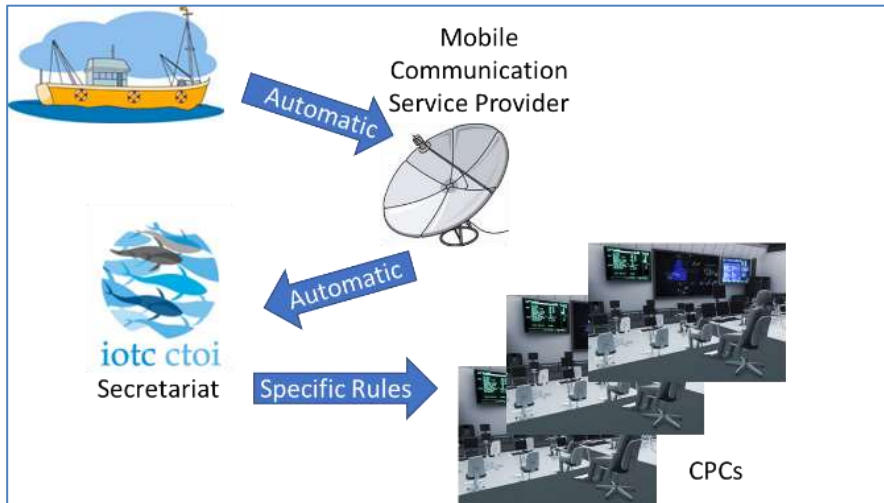 Mobile
Communication
Service Provider
Automatic
Automatic
iotc ctoi
Secretariat
Specific Rules
CPCs